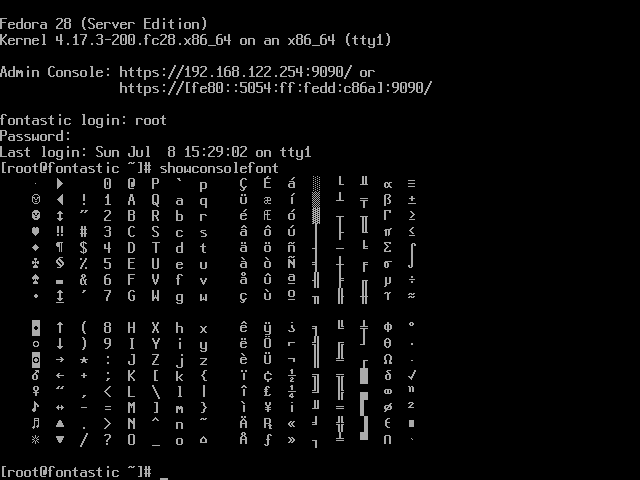 Fedora 28 (Server Edition)
Kernel 4.17.3-200.fc28.x86_64 on an x86_64 (tty1)
Admin Console: https://192.168.122.254:9090/ or
https://[fe80::5054:ff:fedd:c86a]:9090/
fontastic login: root
Password:
Last login: Sun Jul  8 15:29:02 on tty1
[root@fontastic ~]# showconsolefont
► 0 @ P ` p Ç É á ░ └ ╨ α ≡
☺ ◄ ! 1 A Q a q ü æ í ▒ ┴ ╤ ß ±
☻ ↕ " 2 B R b r é Æ ó ▓ ┬ ╥ Γ ≥
♥ ‼ # 3 C S c s â ô ú │ ├ ╙ π ≤
♦ ¶ $ 4 D T d t ä ö ñ ┤ ─ ╘ Σ ⌠
♣ § % 5 E U e u à ò Ñ ╡ ┼ ╒ σ ⌡
♠ ▬ & 6 F V f v å û ª ╢ ╞ ╓ µ ÷
• ↨ ' 7 G W g w ç ù º ╖ ╟ ╫ τ ≈
◘ ↑ ( 8 H X h x ê ÿ ¿ ╕ ╚ ╪ Φ °
○ ↓ ) 9 I Y i y ë Ö ⌐ ╣ ╔ ┘ Θ ∙
◙ → * : J Z j z è Ü ¬ ║ ╩ ┌ Ω ·
♂ ← + ; K [ k { ï ¢ ½ ╗ ╦ █ δ √
♀ ∟ , < L \ l | î £ ¼ ╝ ╠ ▄ ∞ ⁿ
♪ ↔ - = M ] m } ì ¥ ¡ ╜ ═ ▌ ø ²
♫ ▲ . > N ^ n ~ Ä ₧ « ╛ ╬ ▐ ∈ ■
☼ ▼ / ? O _ o ⌂ Å ƒ » ┐ ╧ ▀ ∩
[root@fontastic ~]# _